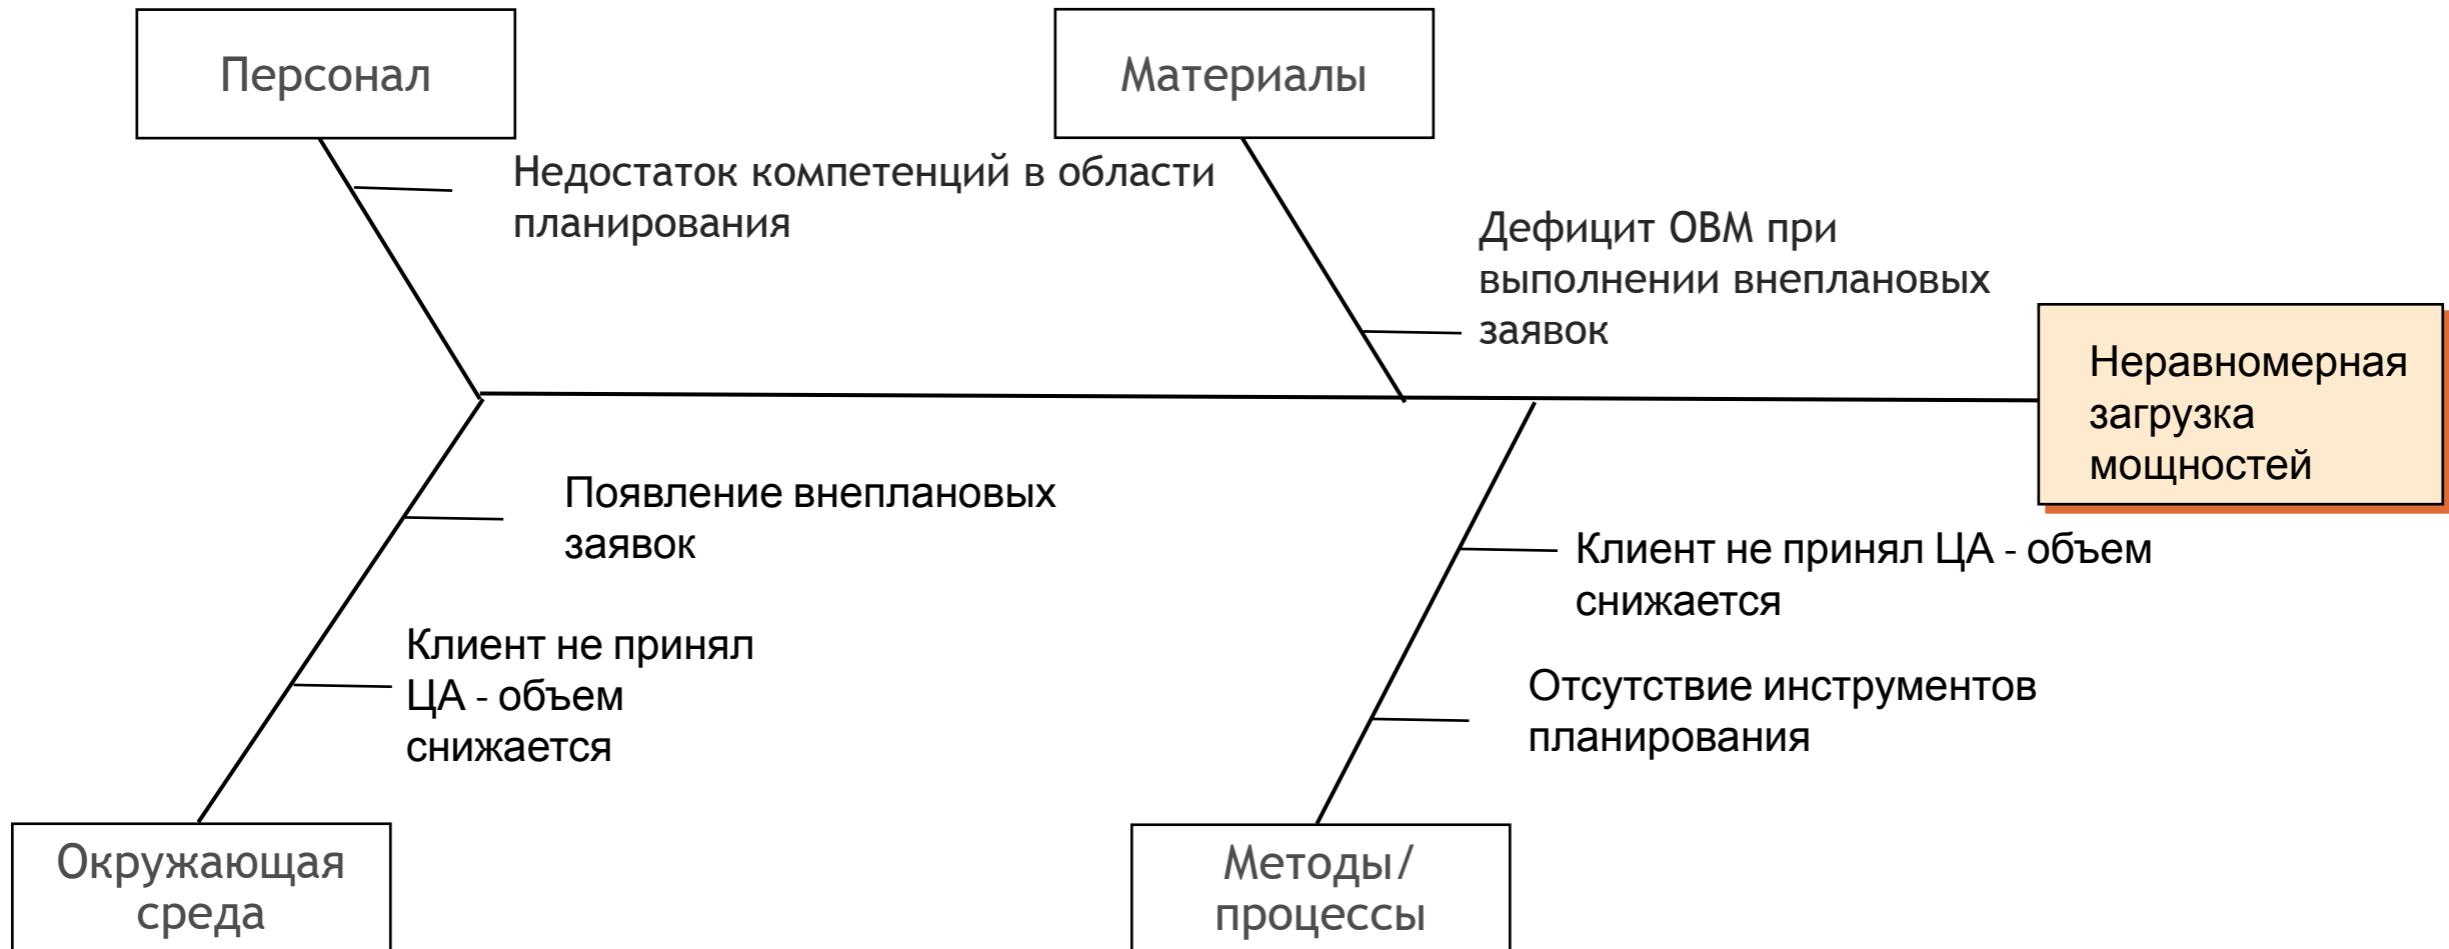 Персонал
Материалы
Недостаток компетенций в области
планирования
Дефицит ОВМ при
выполнении внеплановых
заявок
Неравномерная
загрузка
мощностей
Появление внеплановых
заявок
Клиент не принял
ЦА - объем
снижается
Клиент не принял ЦА - объем
снижается
Отсутствие инструментов
планирования
Окружающая
среда
Методы/
процессы